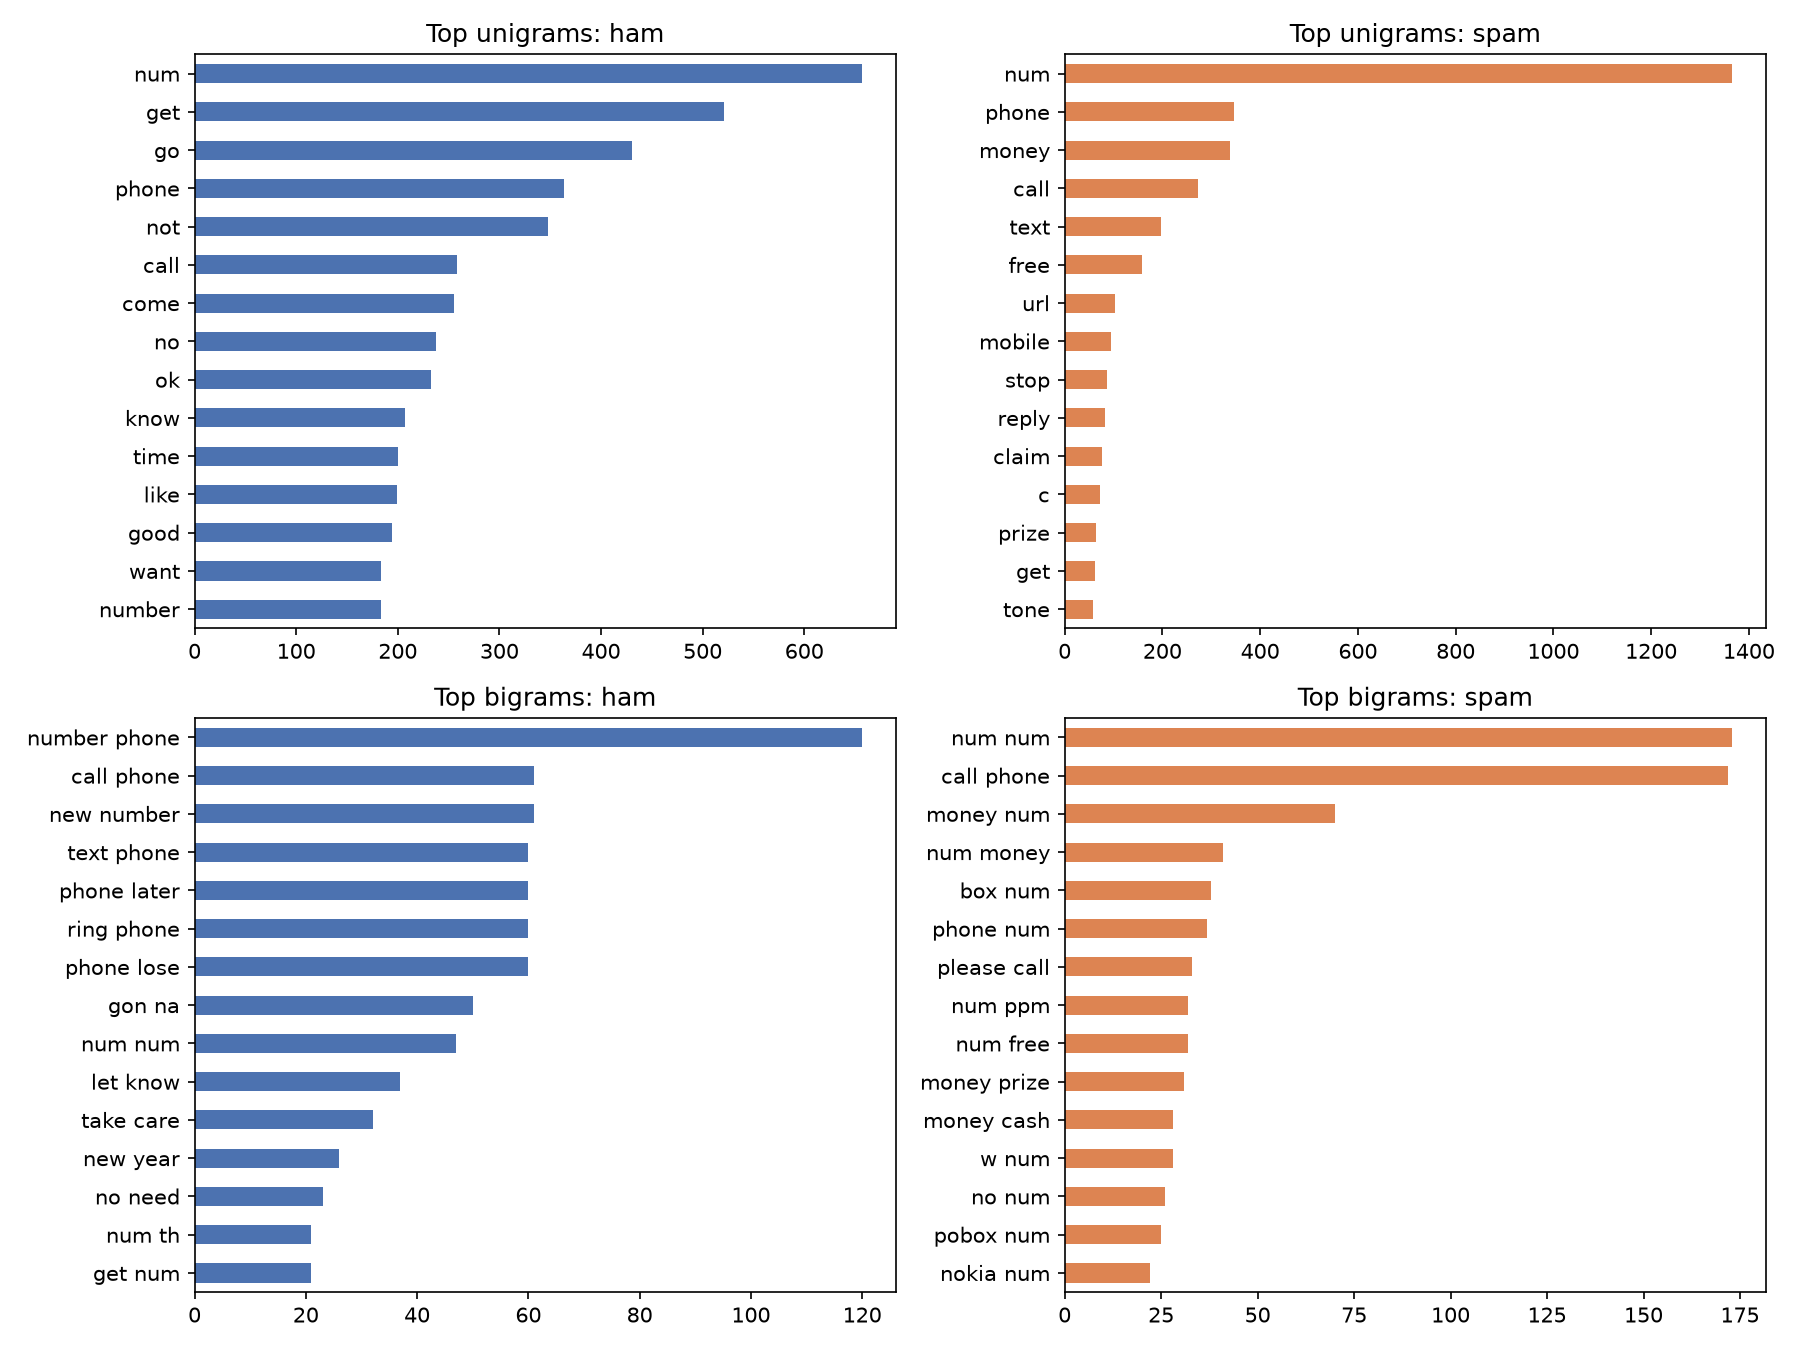 Top unigrams: ham
num
get
go
phone
not
call
come
no
ok
know
time
like
good
want
number
0 100 200 300 400 500 600
Top unigrams: spam
num
phone
money
call
text
free
url
mobile
stop
reply
claim
c
prize
get
tone
0 200 400 600 800 1000 1200 1400
Top bigrams: ham
number phone
call phone
new number
text phone
phone later
ring phone
phone lose
gon na
num num
let know
take care
new year
no need
num th
get num
0 20 40 60 80 100 120
Top bigrams: spam
num num
call phone
money num
num money
box num
phone num
please call
num ppm
num free
money prize
money cash
w num
no num
pobox num
nokia num
0 25 50 75 100 125 150 175